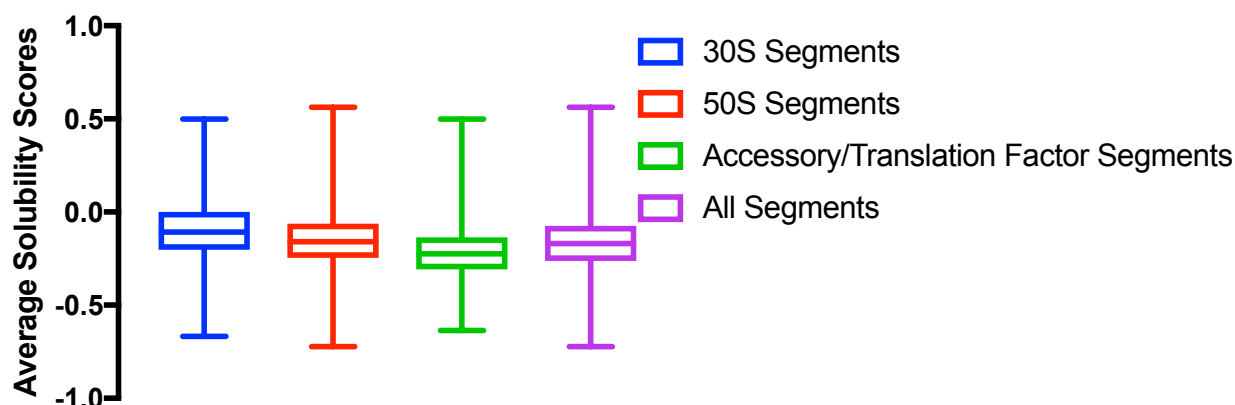 Average Solubility Scores
1.0
0.5
0.0
-0.5
-1.0
30S Segments
50S Segments
Accessory/Translation Factor Segments
All Segments